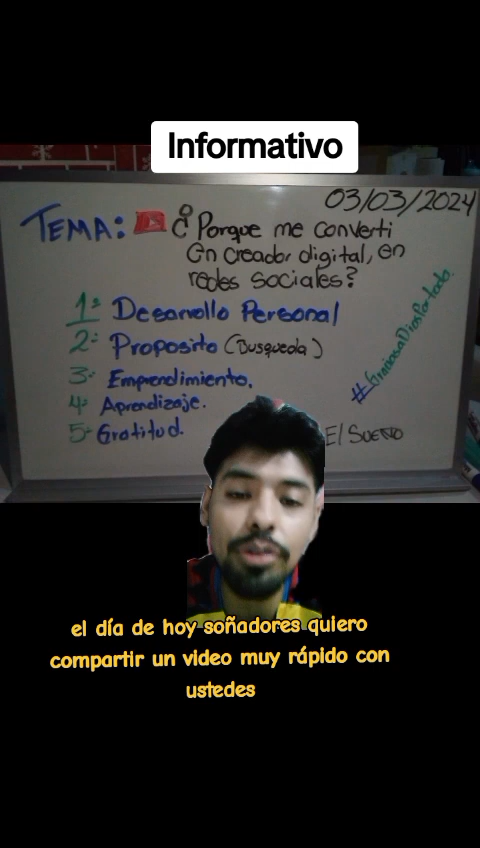 Informativo
03/03/2024
TEMA: ¿Porque me converti
en creador digital, en
redes sociales?
1º Desarrollo Personal
2º Proposito (Busqueda)
3º Emprendimiento.
4º Aprendizaje.
5º Gratitud.
#GraciasaDiosPorTodo.
El SUEÑO
el día de hoy soñadores quiero
compartir un video muy rápido con
ustedes